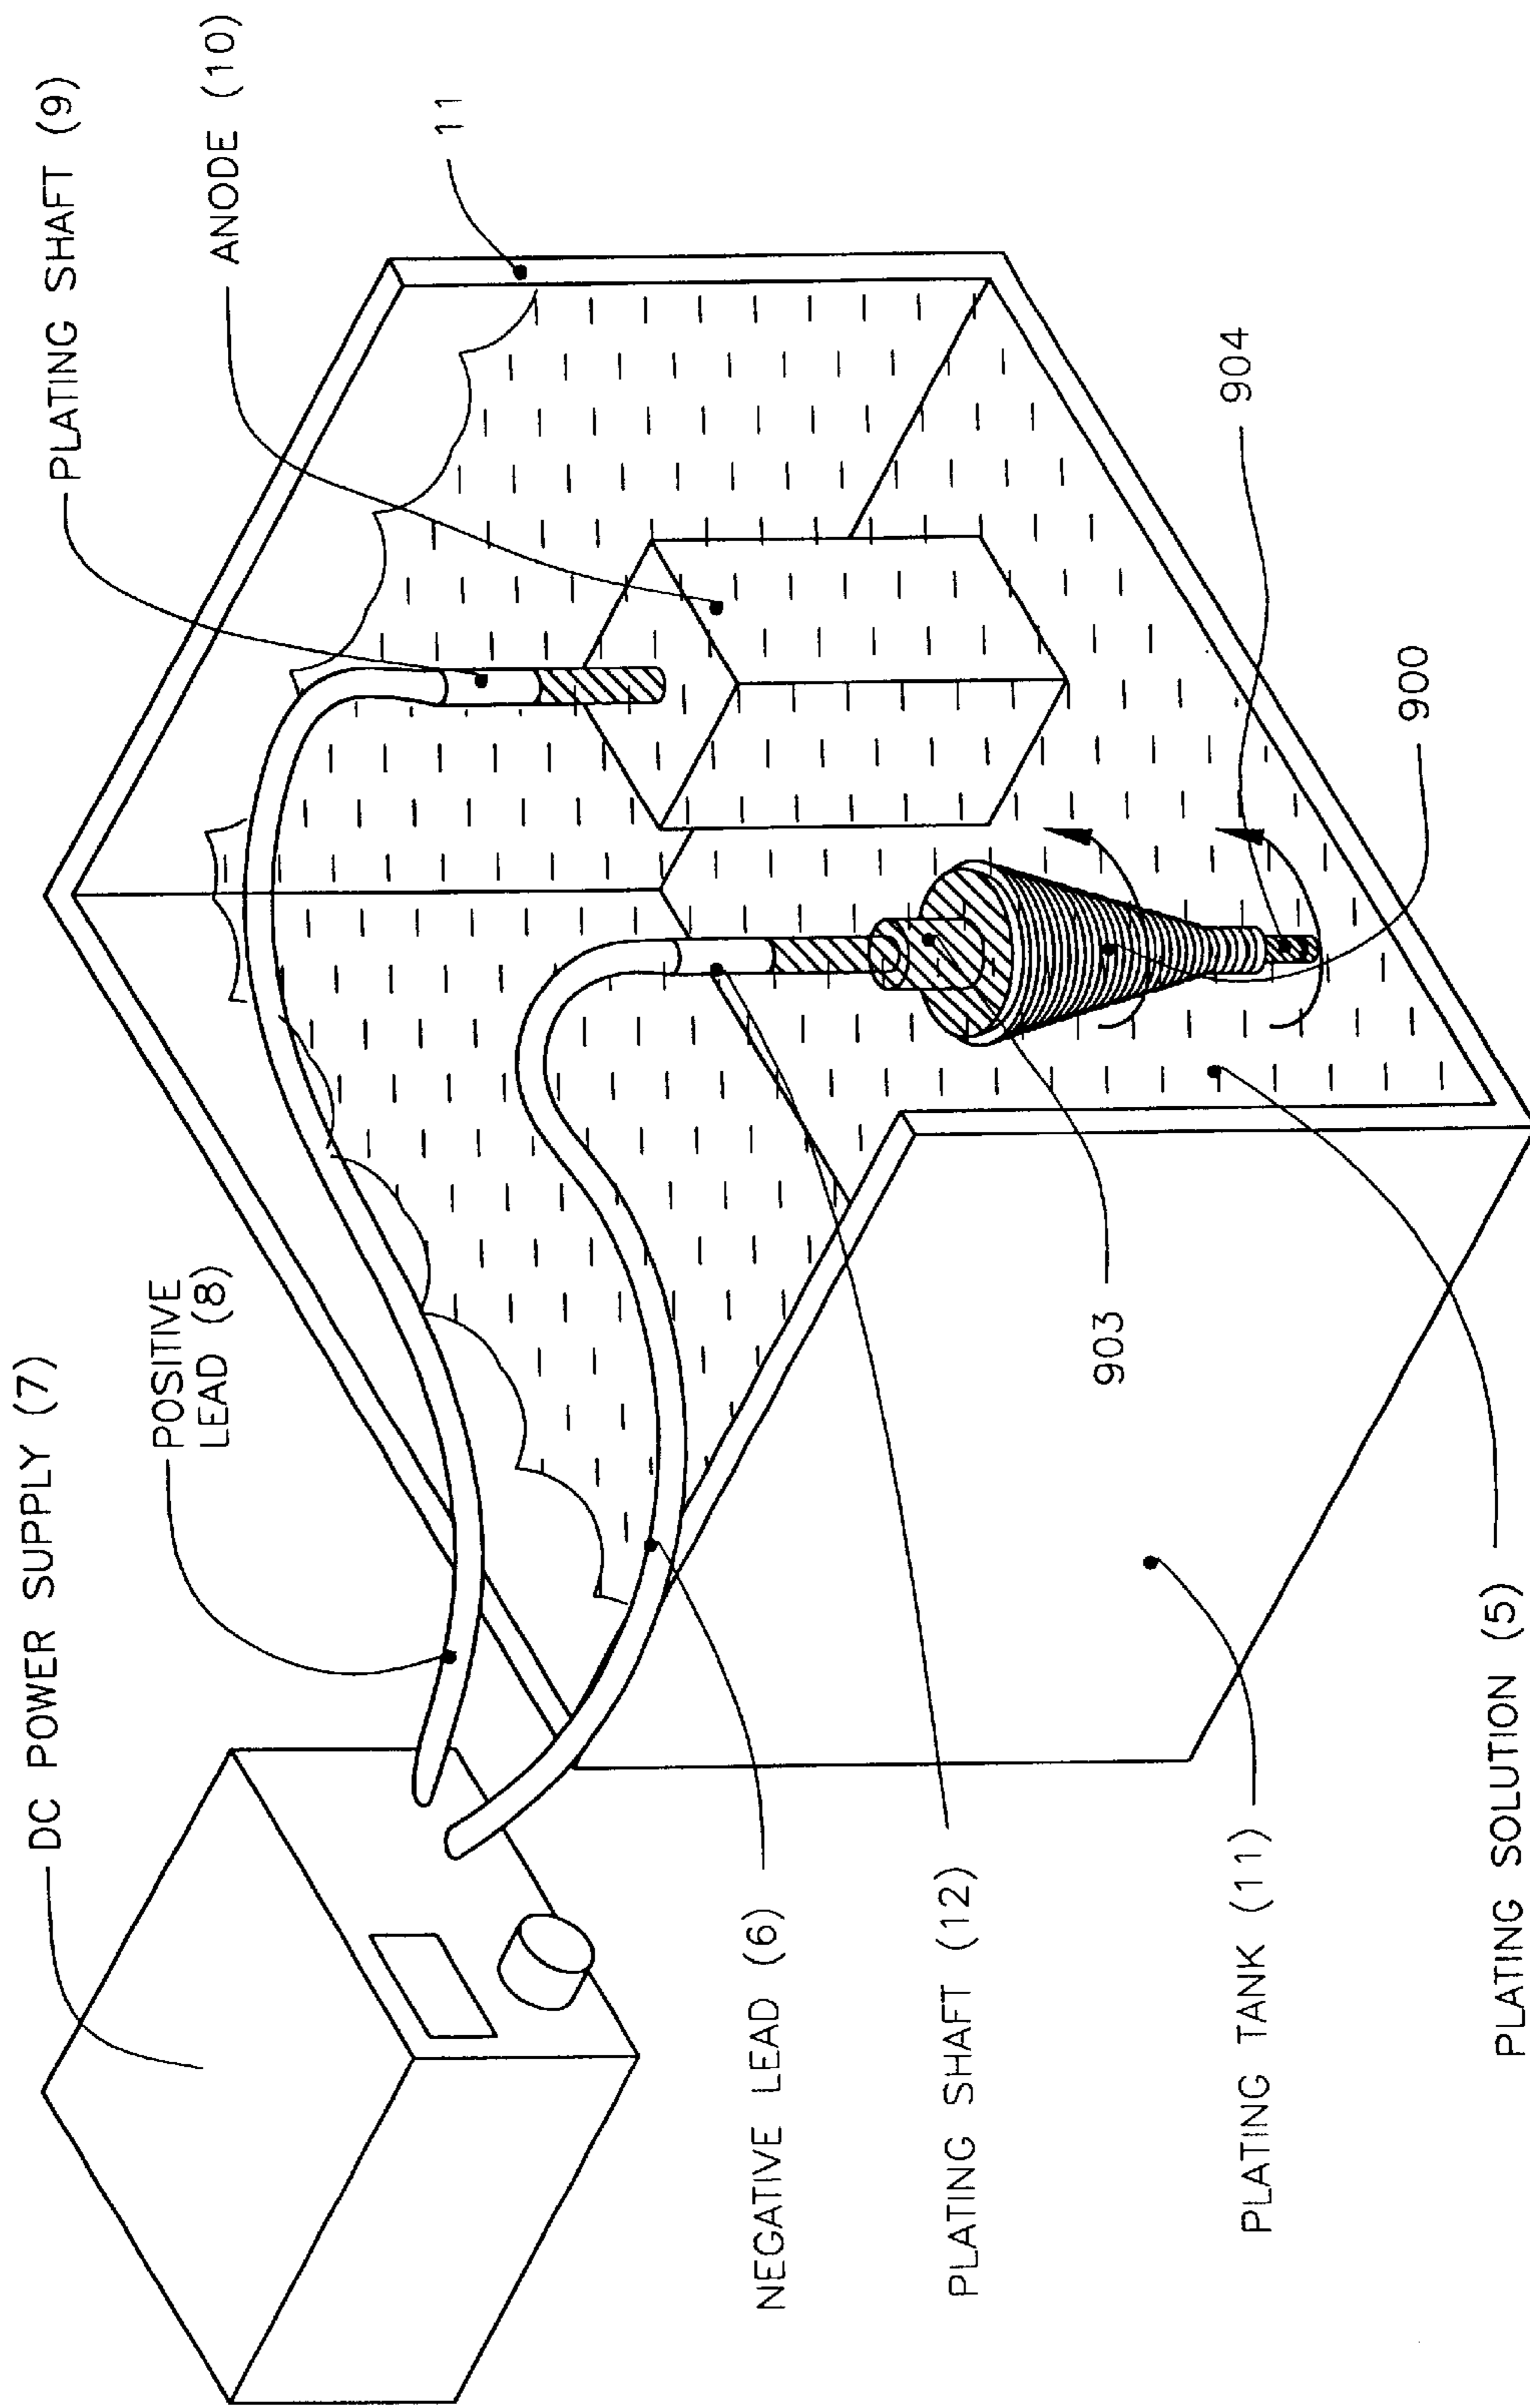 DC POWER SUPPLY (7)
POSITIVE
LEAD (8)
PLATING SHAFT (9)
ANODE (10)
11
904
900
903
NEGATIVE LEAD (6)
PLATING SHAFT (12)
PLATING TANK (11)
PLATING SOLUTION (5)